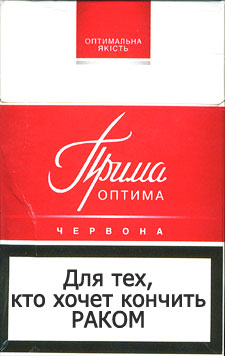 ОПТИМАЛЬНА
ЯКІСТЬ
Прима
ОПТИМА
ЧЕРВОНА
Для тех,
кто хочет кончить
РАКОМ